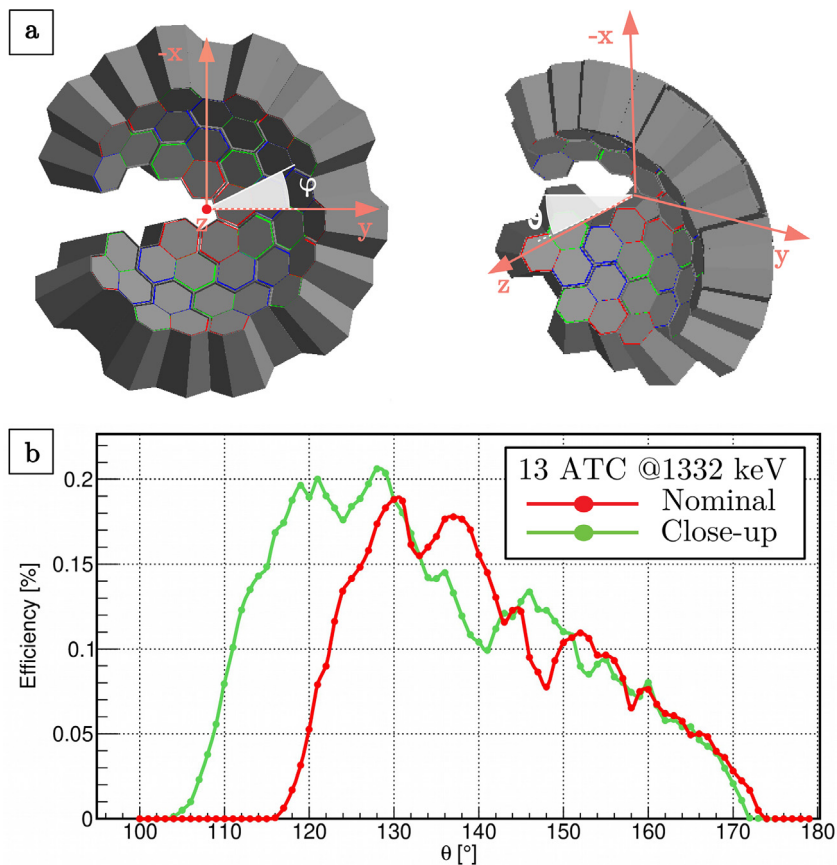 a
-x
φ
z
y
-x
ϑ
z
y
b
13 ATC @1332 keV
Nominal
Close-up
Efficiency [%]
0.2
0.15
0.1
0.05
0
100 110 120 130 140 150 160 170 180
θ [°]